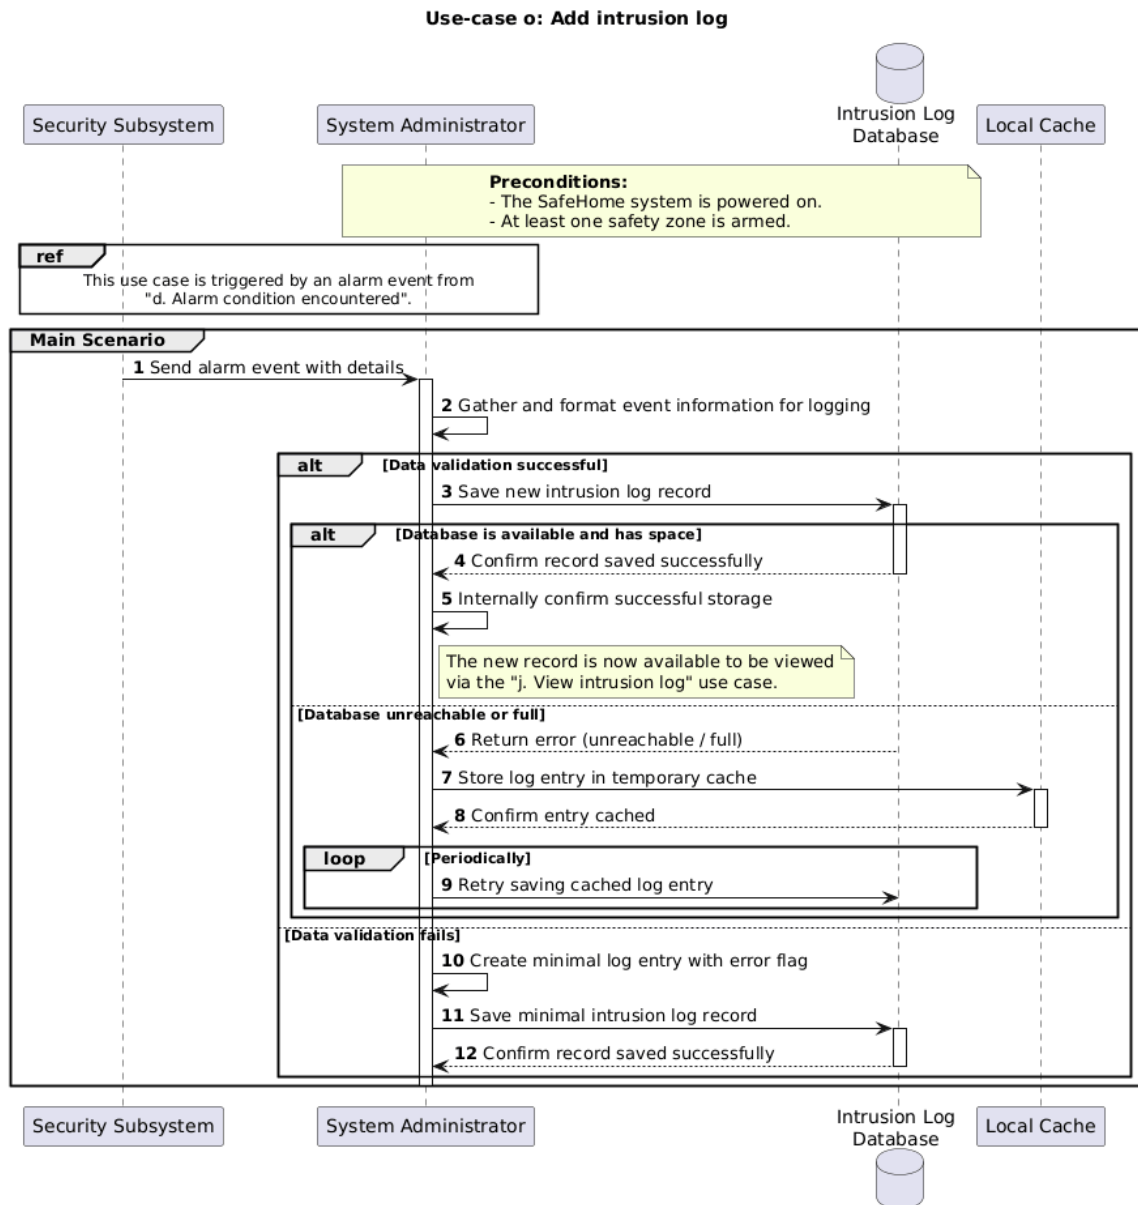 Use-case o: Add intrusion log
Security Subsystem
System Administrator
Intrusion Log
Database
Local Cache
Preconditions:
- The SafeHome system is powered on.
- At least one safety zone is armed.
ref
This use case is triggered by an alarm event from
"d. Alarm condition encountered".
Main Scenario
1 Send alarm event with details
2 Gather and format event information for logging
alt [Data validation successful]
3 Save new intrusion log record
alt [Database is available and has space]
4 Confirm record saved successfully
5 Internally confirm successful storage
The new record is now available to be viewed
via the "j. View intrusion log" use case.
[Database unreachable or full]
6 Return error (unreachable / full)
7 Store log entry in temporary cache
8 Confirm entry cached
loop [Periodically]
9 Retry saving cached log entry
[Data validation fails]
10 Create minimal log entry with error flag
11 Save minimal intrusion log record
12 Confirm record saved successfully
Security Subsystem
System Administrator
Intrusion Log
Database
Local Cache